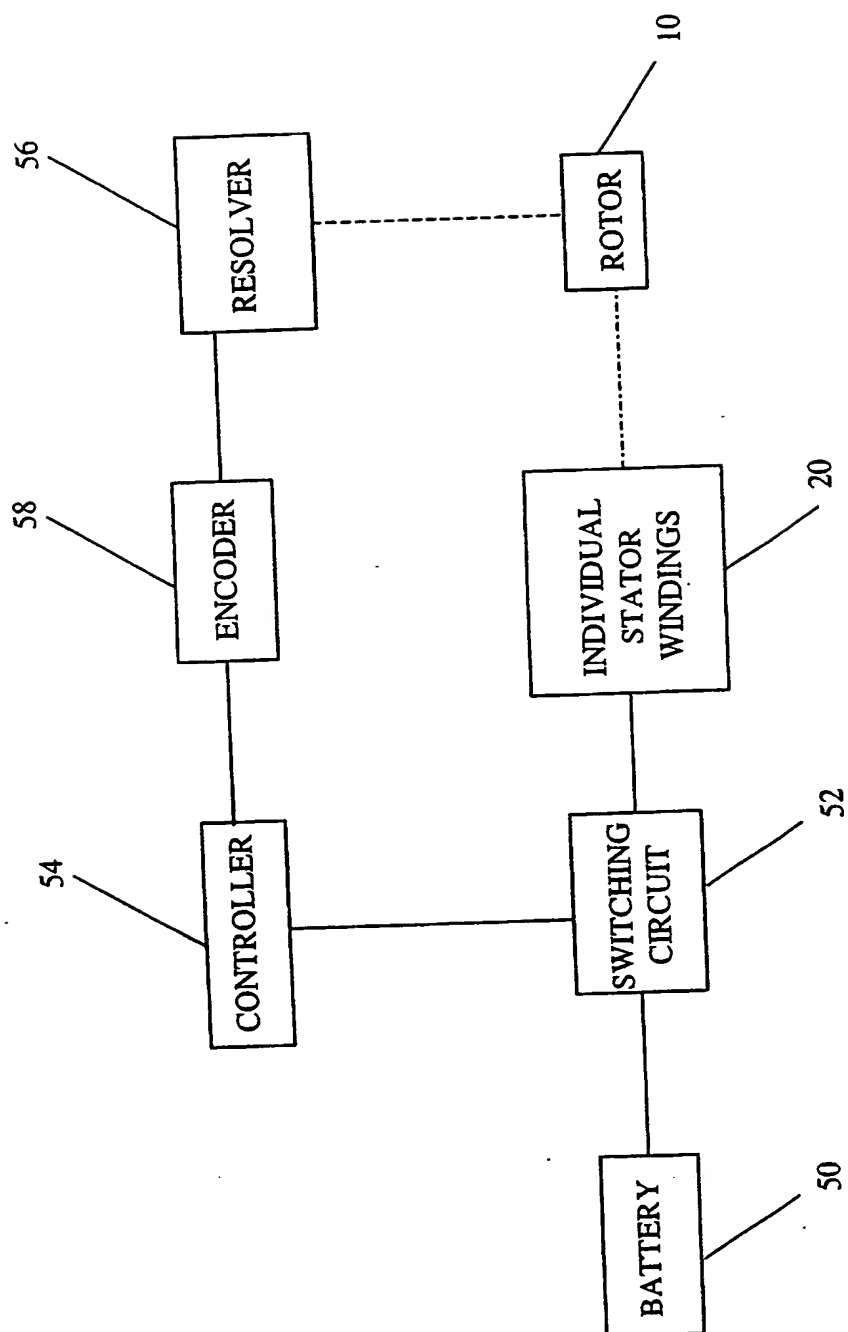 56
RESOLVER
58
ENCODER
54
CONTROLLER
10
ROTOR
20
INDIVIDUAL
STATOR
WINDINGS
52
SWITCHING
CIRCUIT
50
BATTERY